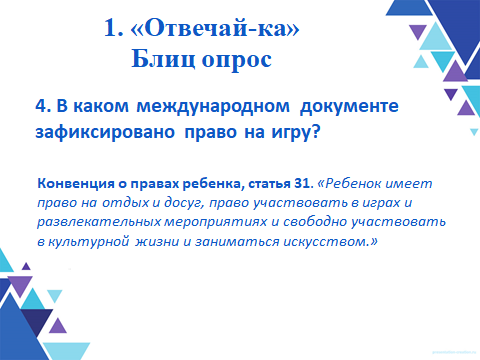 1. «Отвечай-ка»
Блиц опрос
4. В каком международном документе
зафиксировано право на игру?
Конвенция о правах ребенка, статья 31. «Ребенок имеет
право на отдых и досуг, право участвовать в играх и
развлекательных мероприятиях и свободно участвовать
в культурной жизни и заниматься искусством.»